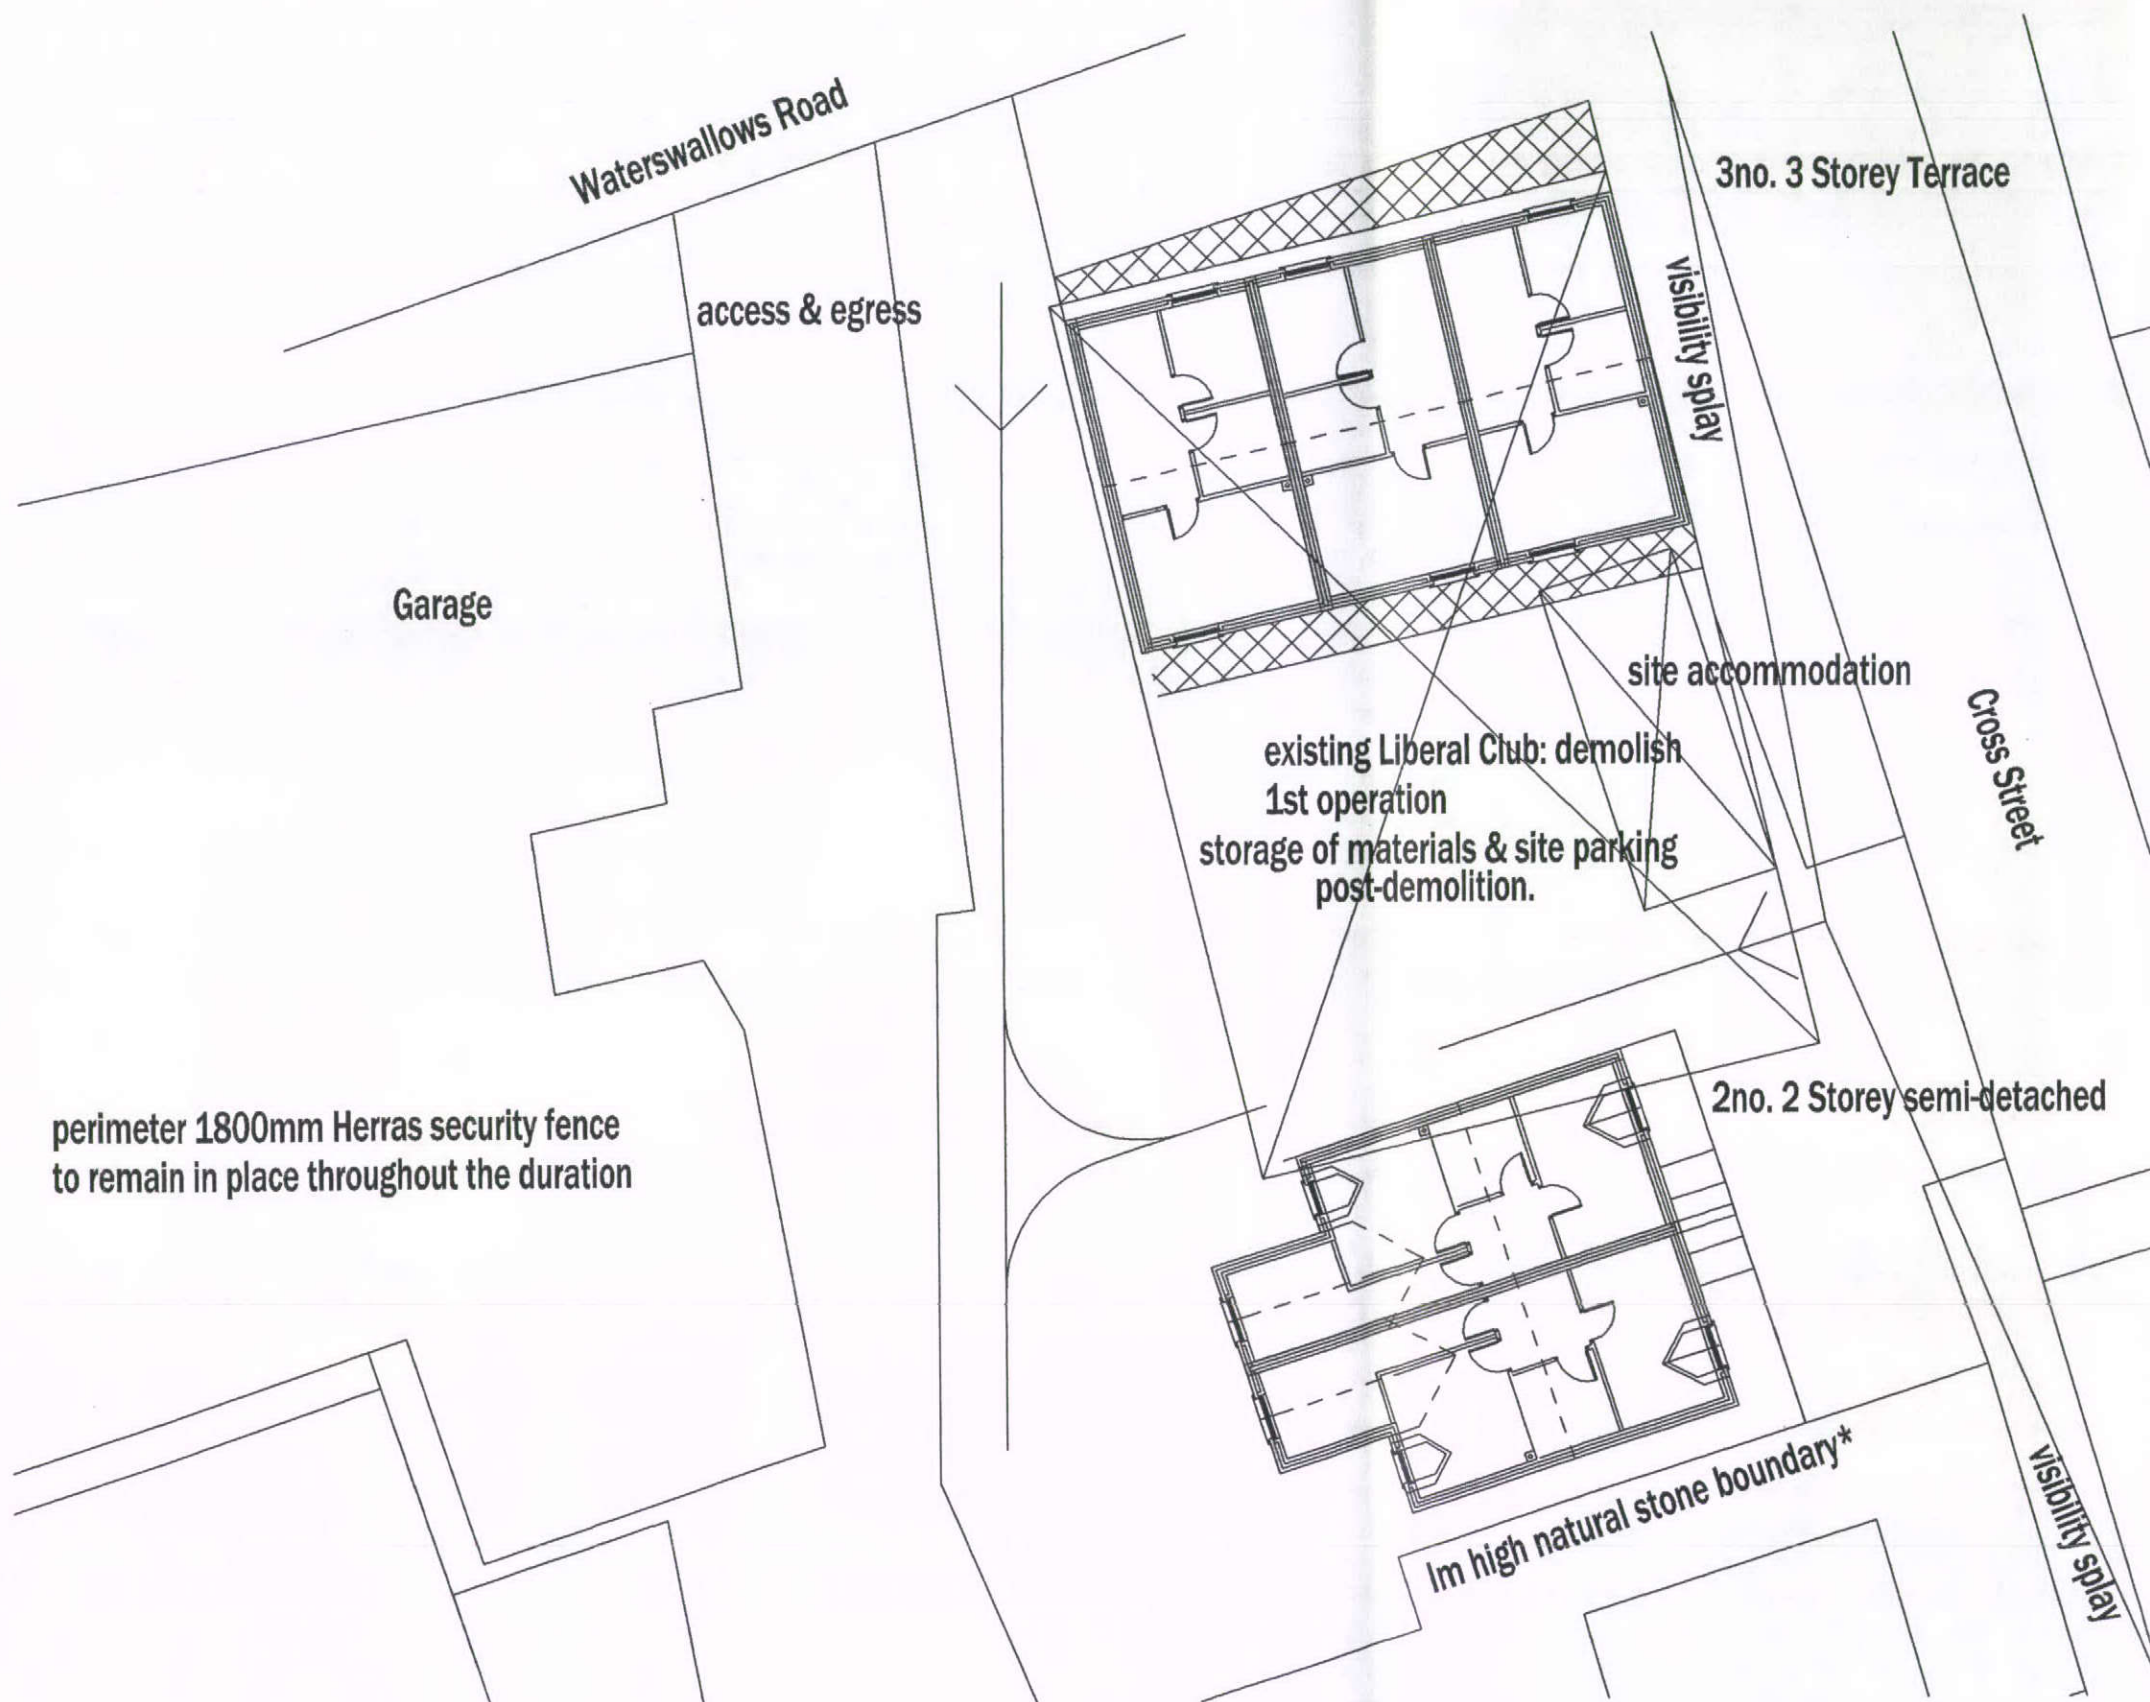 Waterswallows Road
3no. 3 Storey Terrace
access & egress
visibility splay
Garage
site accommodation
existing Liberal Club: demolish
1st operation
storage of materials & site parking
post-demolition.
Cross Street
perimeter 1800mm Herras security fence
to remain in place throughout the duration
2no. 2 Storey semi-detached
lm high natural stone boundary*
visibility splay